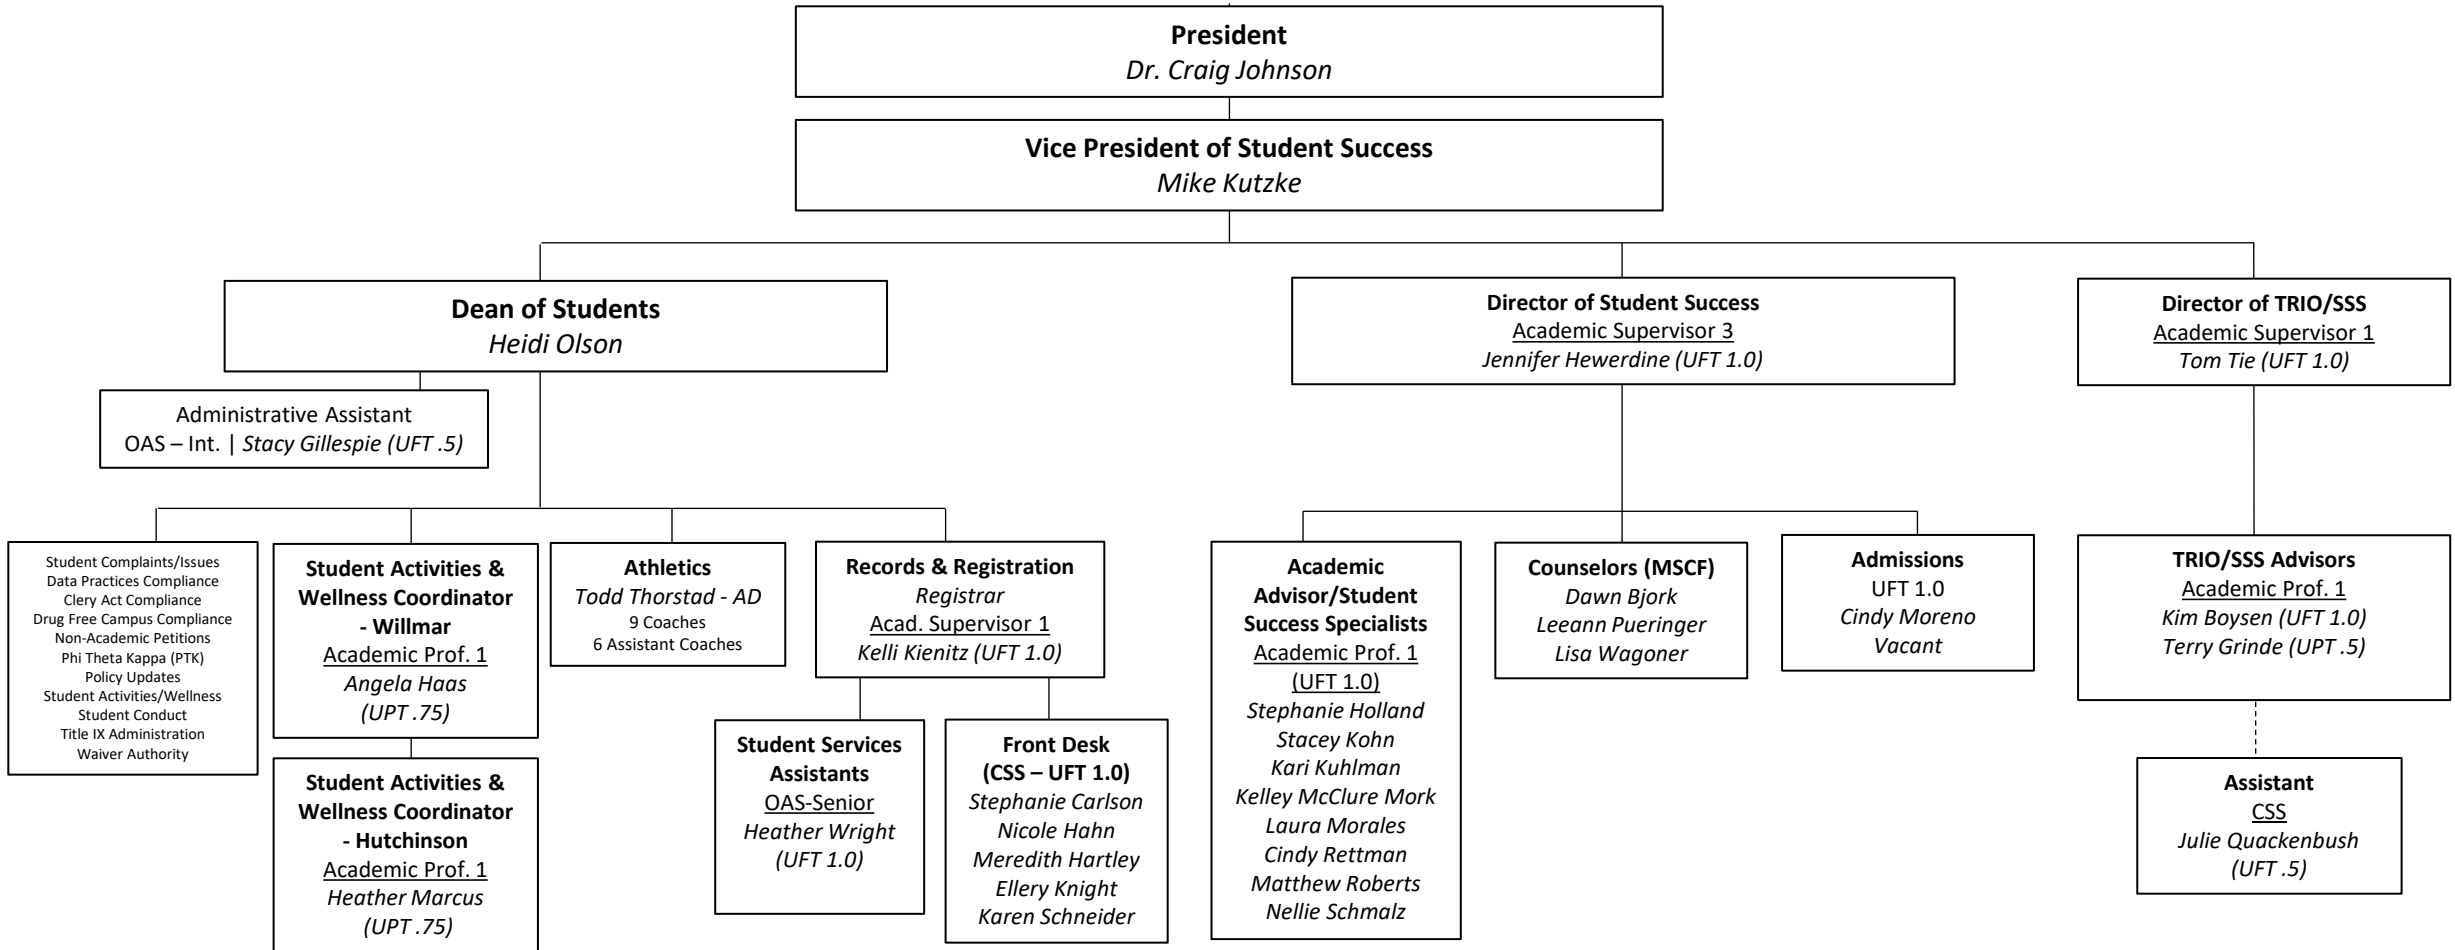 President
Dr. Craig Johnson
Vice President of Student Success
Mike Kutzke
Dean of Students
Heidi Olson
Director of Student Success
Academic Supervisor 3
Jennifer Hewerdine (UFT 1.0)
Director of TRIO/SSS
Academic Supervisor 1
Tom Tie (UFT 1.0)
Administrative Assistant
OAS – Int. | Stacy Gillespie (UFT .5)
Student Complaints/Issues
Data Practices Compliance
Clery Act Compliance
Drug Free Campus Compliance
Non-Academic Petitions
Phi Theta Kappa (PTK)
Policy Updates
Student Activities/Wellness
Student Conduct
Title IX Administration
Waiver Authority
Student Activities &
Wellness Coordinator
- Willmar
Academic Prof. 1
Angela Haas
(UPT .75)
Student Activities &
Wellness Coordinator
- Hutchinson
Academic Prof. 1
Heather Marcus
(UPT .75)
Athletics
Todd Thorstad - AD
9 Coaches
6 Assistant Coaches
Records & Registration
Registrar
Acad. Supervisor 1
Kelli Kienitz (UFT 1.0)
Student Services
Assistants
OAS-Senior
Heather Wright
(UFT 1.0)
Front Desk
(CSS – UFT 1.0)
Stephanie Carlson
Nicole Hahn
Meredith Hartley
Ellery Knight
Karen Schneider
Academic
Advisor/Student
Success Specialists
Academic Prof. 1
(UFT 1.0)
Stephanie Holland
Stacey Kohn
Kari Kuhlman
Kelley McClure Mork
Laura Morales
Cindy Rettman
Matthew Roberts
Nellie Schmalz
Counselors (MSCF)
Dawn Bjork
Leeann Pueringer
Lisa Wagoner
Admissions
UFT 1.0
Cindy Moreno
Vacant
TRIO/SSS Advisors
Academic Prof. 1
Kim Boysen (UFT 1.0)
Terry Grinde (UPT .5)
Assistant
CSS
Julie Quackenbush
(UFT .5)